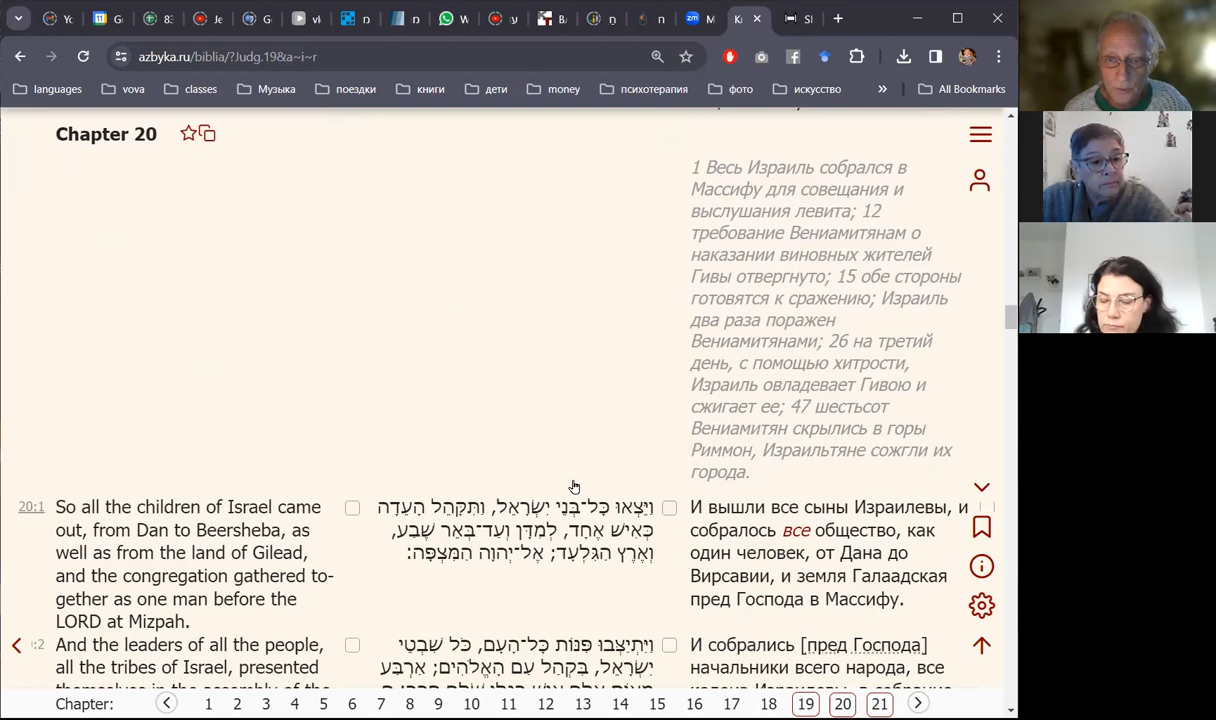 azbyka.ru/biblia/?Judg.19&a~i~r
languages
vova
classes
Музыка
поездки
книги
дети
money
психотерапия
фото
искусство
»
All Bookmarks
Chapter 20
1 Весь Израиль собрался в
Массифу для совещания и
выслушания левита; 12
требование Вениамитянам о
наказании виновных жителей
Гивы отвергнуто; 15 обе стороны
готовятся к сражению; Израиль
два раза поражен
Вениамитянами; 26 на третий
день, с помощью хитрости,
Израиль овладевает Гивою и
сжигает ее; 47 шестьсот
Вениамитян скрылись в горы
Риммон, Израильтяне сожгли их
города.
20:1
So all the children of Israel came
out, from Dan to Beersheba, as
well as from the land of Gilead,
and the congregation gathered to-
gether as one man before the
LORD at Mizpah.
וַיֵּצְאוּ כָּל־בְּנֵי יִשְׂרָאֵל, וַתִּקָּהֵל הָעֵדָה
כְּאִישׁ אֶחָד, לְמִדָּן וְעַד־בְּאֵר שֶׁבַע,
וְאֶרֶץ הַגִּלְעָד; אֶל־יְהוָה הַמִּצְפָּה׃
И вышли все сыны Израилевы, и
собралось все общество, как
один человек, от Дана до
Вирсавии, и земля Галаадская
пред Господа в Массифу.
:2
And the leaders of all the people,
all the tribes of Israel, presented
וַיִּתְיַצְּבוּ פִּנּוֹת כָּל־הָעָם, כֹּל שִׁבְטֵי
יִשְׂרָאֵל, בִּקְהַל עַם הָאֱלֹהִים; אַרְבַּע
И собрались [пред Господа]
начальники всего народа, все
Chapter:
1 2 3 4 5 6 7 8 9 10 11 12 13 14 15 16 17 18 19 20 21